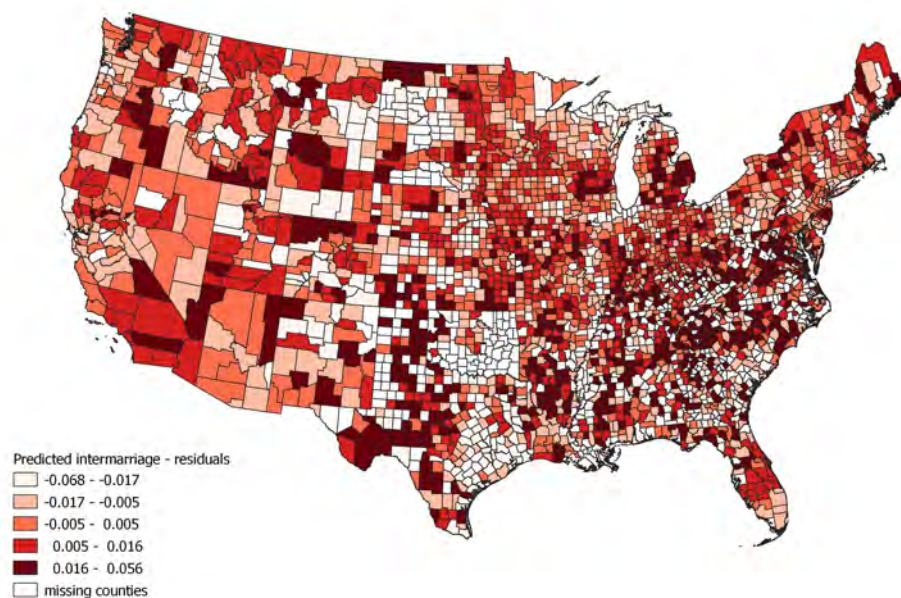 Predicted intermarriage - residuals
-0.068 - -0.017
-0.017 - -0.005
-0.005 - 0.005
0.005 - 0.016
0.016 - 0.056
missing counties